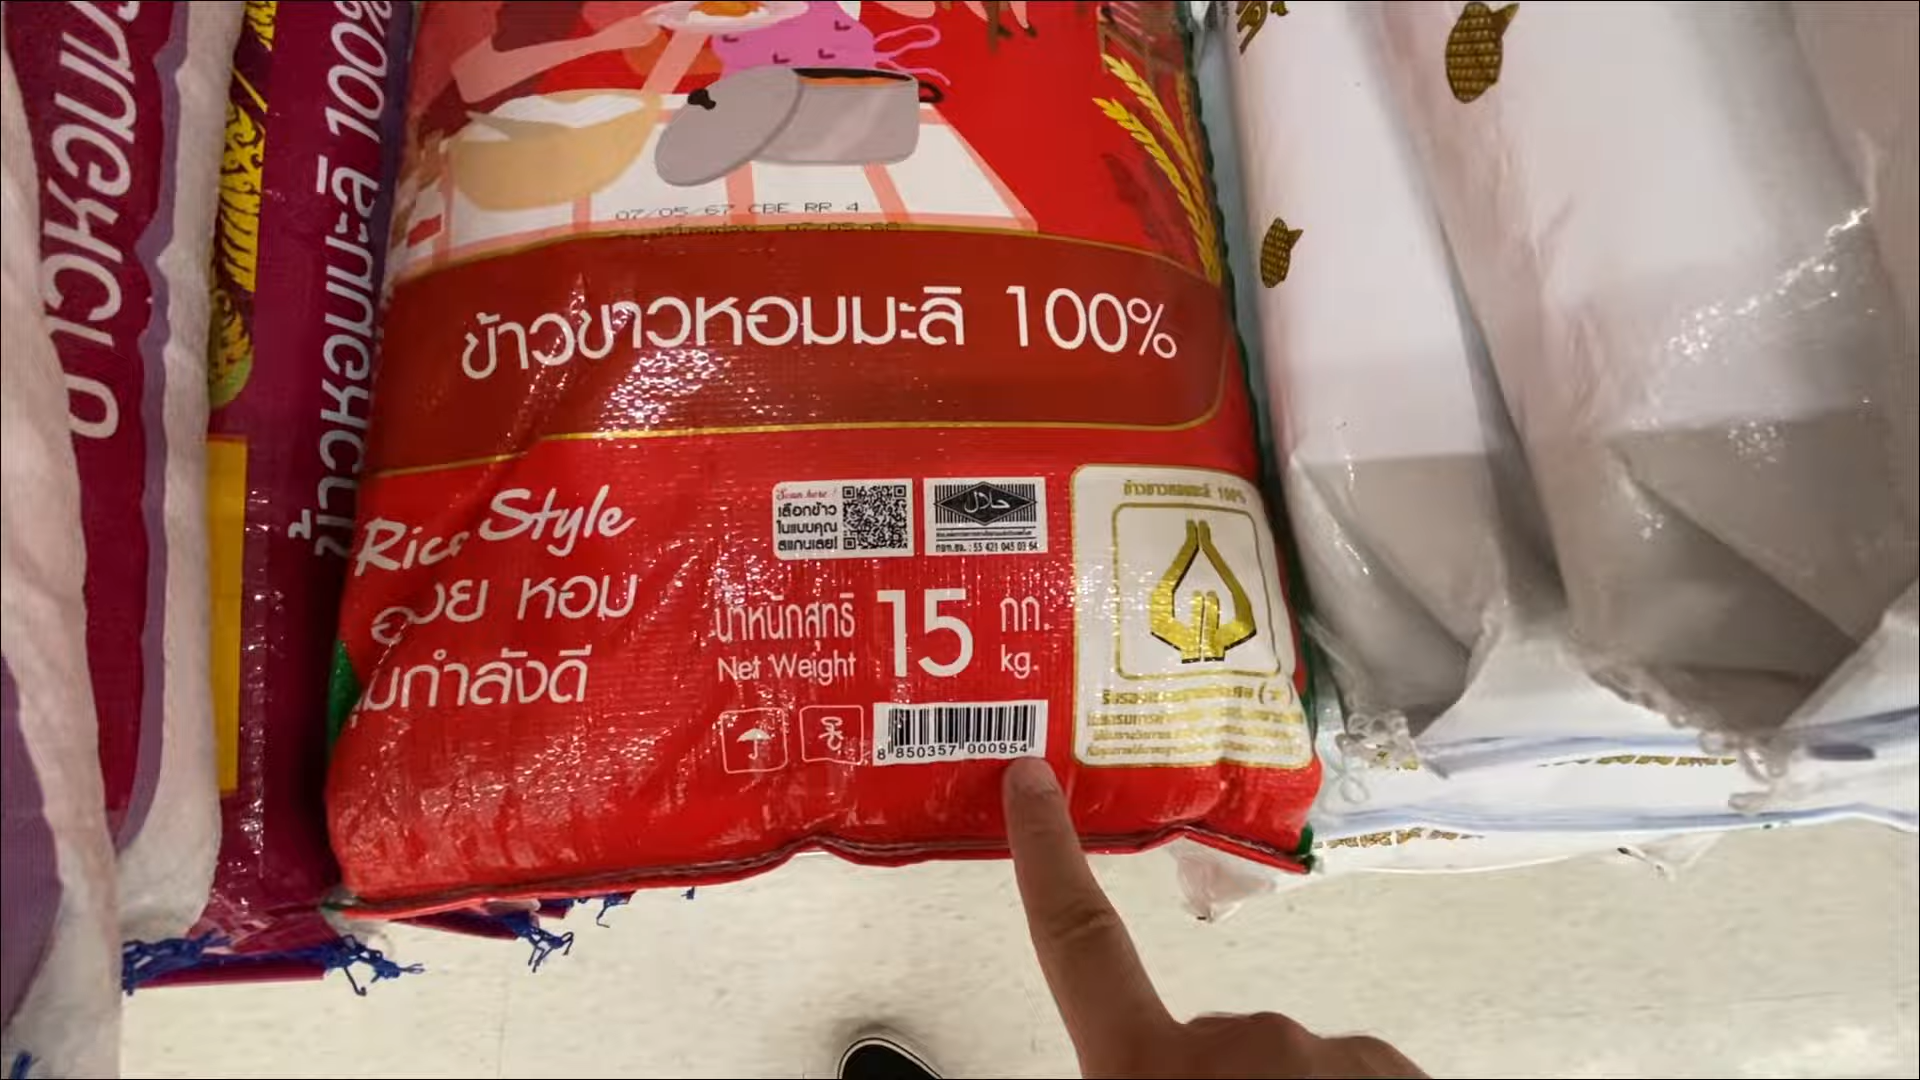 ข้าวหอมมะลิ 100%
07/05/67 CBE RR 4
07/05/68
ข้าวขาวหอมมะลิ 100%
Rice Style
หอม
กำลังดี
Scan here !
เลือกข้าว
ในแบบคุณ
สแกนเลย!
حلال
ข้าวขาวหอมมะลิ 100%
น้ำหนักสุทธิ 15 กก.
Net Weight kg.
8 850357 000954